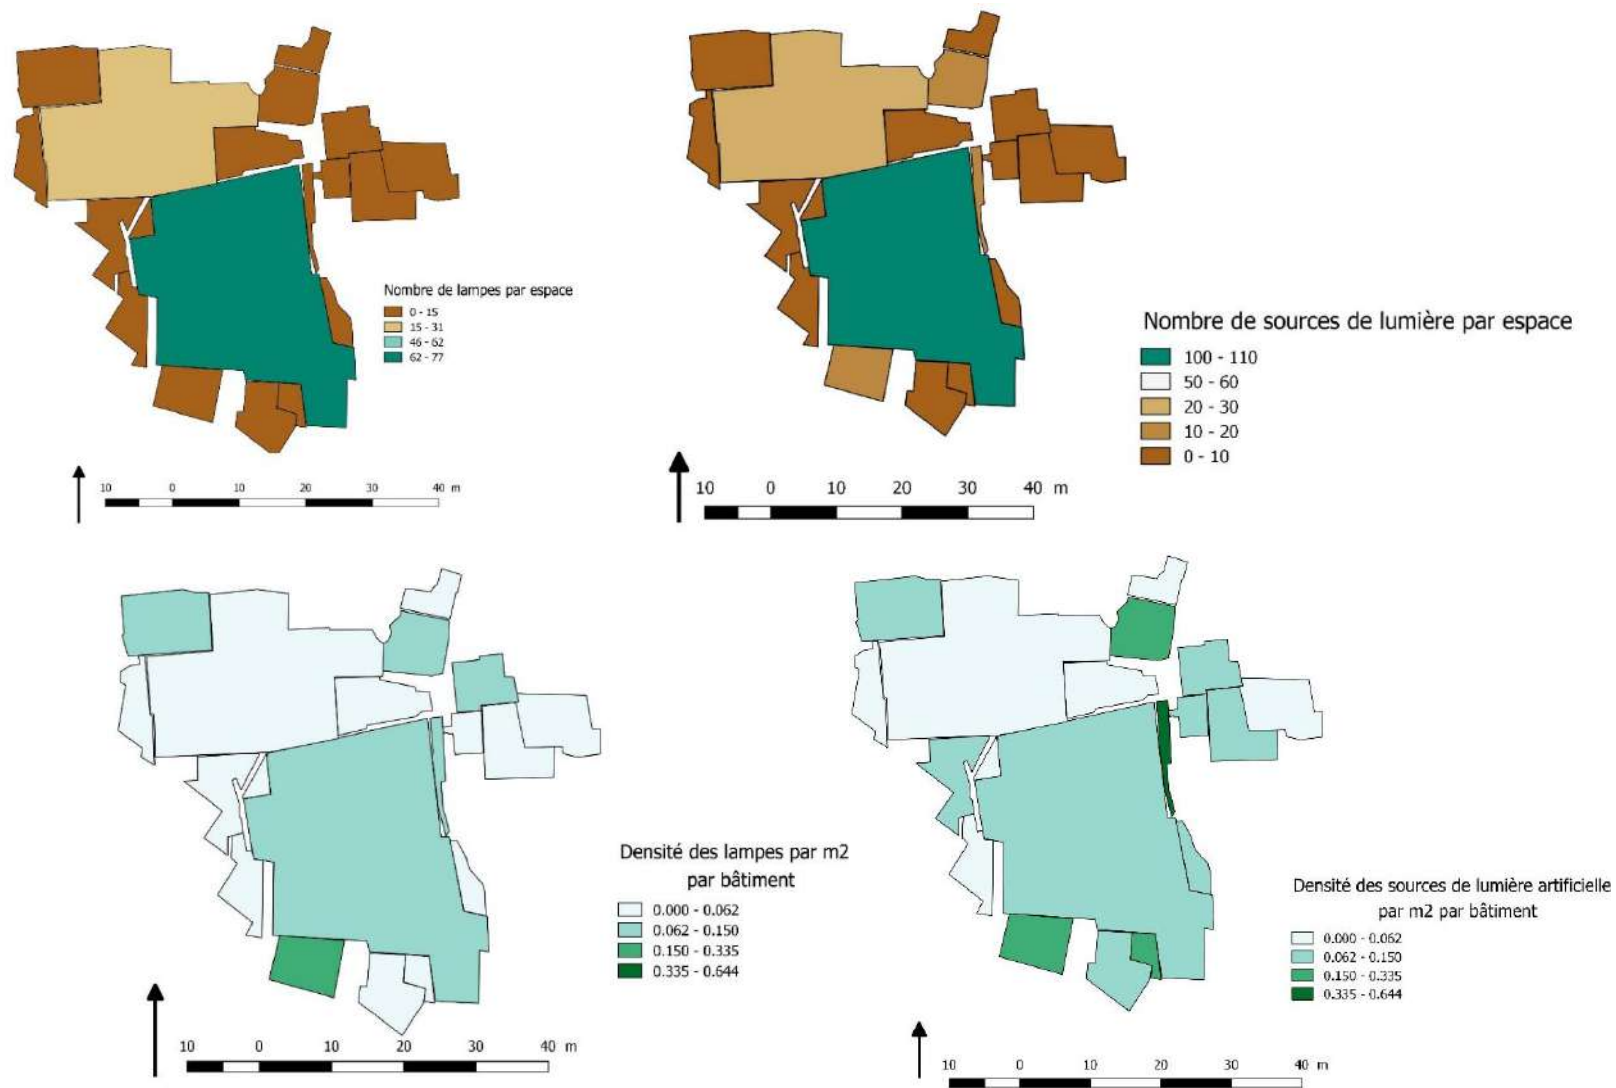 Nombre de lampes par espace
0 - 15
15 - 31
46 - 62
62 - 77
10 0 10 20 30 40 m
Nombre de sources de lumière par espace
100 - 110
50 - 60
20 - 30
10 - 20
0 - 10
10 0 10 20 30 40 m
Densité des lampes par m2
par bâtiment
0.000 - 0.062
0.062 - 0.150
0.150 - 0.335
0.335 - 0.644
10 0 10 20 30 40 m
Densité des sources de lumière artificielle
par m2 par bâtiment
0.000 - 0.062
0.062 - 0.150
0.150 - 0.335
0.335 - 0.644
10 0 10 20 30 40 m